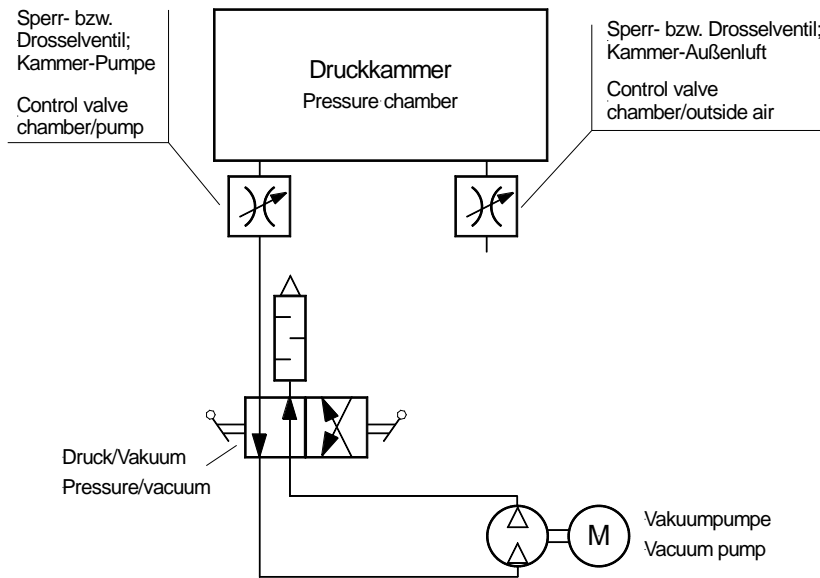 Sperr- bzw.
Drosselventil;
Kammer-Pumpe
Control valve
chamber/pump
Druckkammer
Pressure chamber
Sperr- bzw. Drosselventil;
Kammer-Außenluft
Control valve
chamber/outside air
Druck/Vakuum
Pressure/vacuum
M
Vakuumpumpe
Vacuum pump